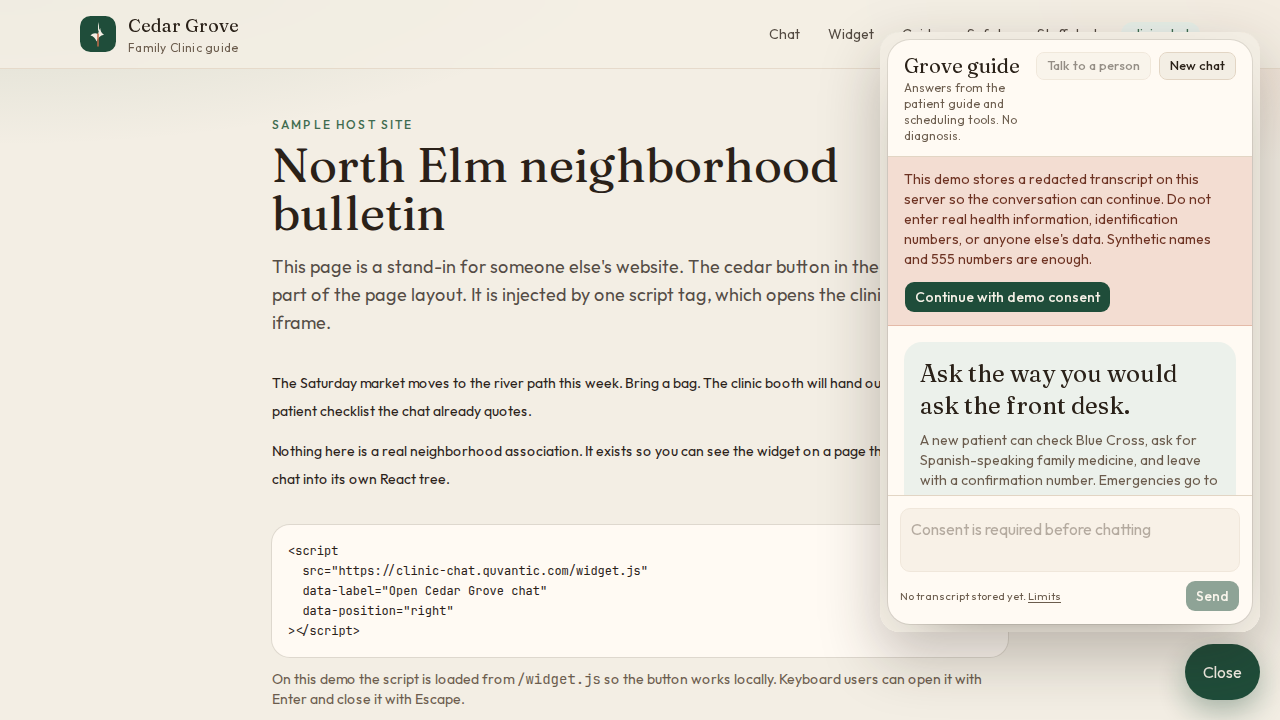 Cedar Grove
Family Clinic guide
Chat
Widget
SAMPLE HOST SITE
North Elm neighborhood
bulletin
This page is a stand-in for someone else's website. The cedar button in the
part of the page layout. It is injected by one script tag, which opens the
iframe.
The Saturday market moves to the river path this week. Bring a bag. The clinic booth will hand
patient checklist the chat already quotes.
Nothing here is a real neighborhood association. It exists so you can see the widget on a page
chat into its own React tree.
<script
src="https://clinic-chat.quvantic.com/widget.js"
data-label="Open Cedar Grove chat"
data-position="right"
></script>
On this demo the script is loaded from /widget.js so the button works locally. Keyboard users can open it with
Enter and close it with Escape.
Grove guide
Talk to a person
New chat
Answers from the
patient guide and
scheduling tools. No
diagnosis.
This demo stores a redacted transcript on this
server so the conversation can continue. Do not
enter real health information, identification
numbers, or anyone else's data. Synthetic names
and 555 numbers are enough.
Continue with demo consent
Ask the way you would
ask the front desk.
A new patient can check Blue Cross, ask for
Spanish-speaking family medicine, and leave
with a confirmation number. Emergencies go to
Consent is required before chatting
No transcript stored yet. Limits
Send
Close